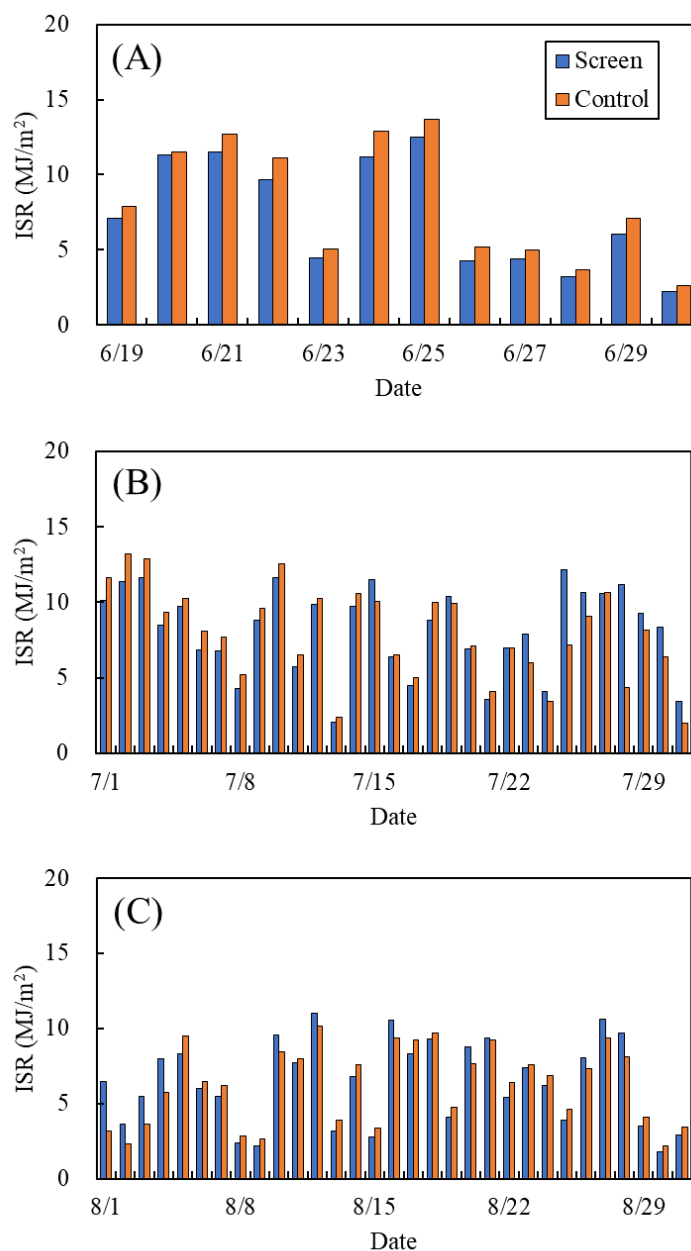 20
(A)
Screen
Control
15
10
5
0
ISR (MJ/m²)
6/19 6/21 6/23 6/25 6/27 6/29
Date
20
(B)
15
10
5
0
ISR (MJ/m²)
7/1 7/8 7/15 7/22 7/29
Date
20
(C)
15
10
5
0
ISR (MJ/m²)
8/1 8/8 8/15 8/22 8/29
Date